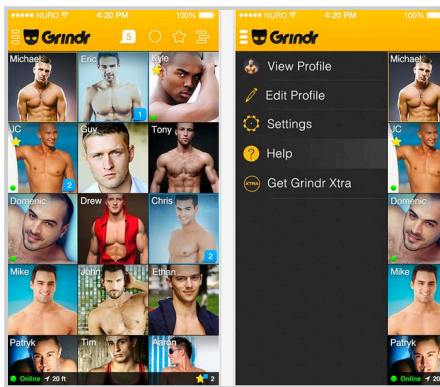 NURO 4:20 PM 100%
Grindr 5
Michael Eric Kyle
1
JC Guy Tony
2
Domenic Drew Chris
2
Mike John Ethan
Patryk Tim Aaron
Online 20 ft 2
NURO 4:20 PM 100%
Grindr
View Profile
Edit Profile
Settings
Help
XTRA Get Grindr Xtra
Michael
JC
Domenic
Mike
Patryk
Online 20